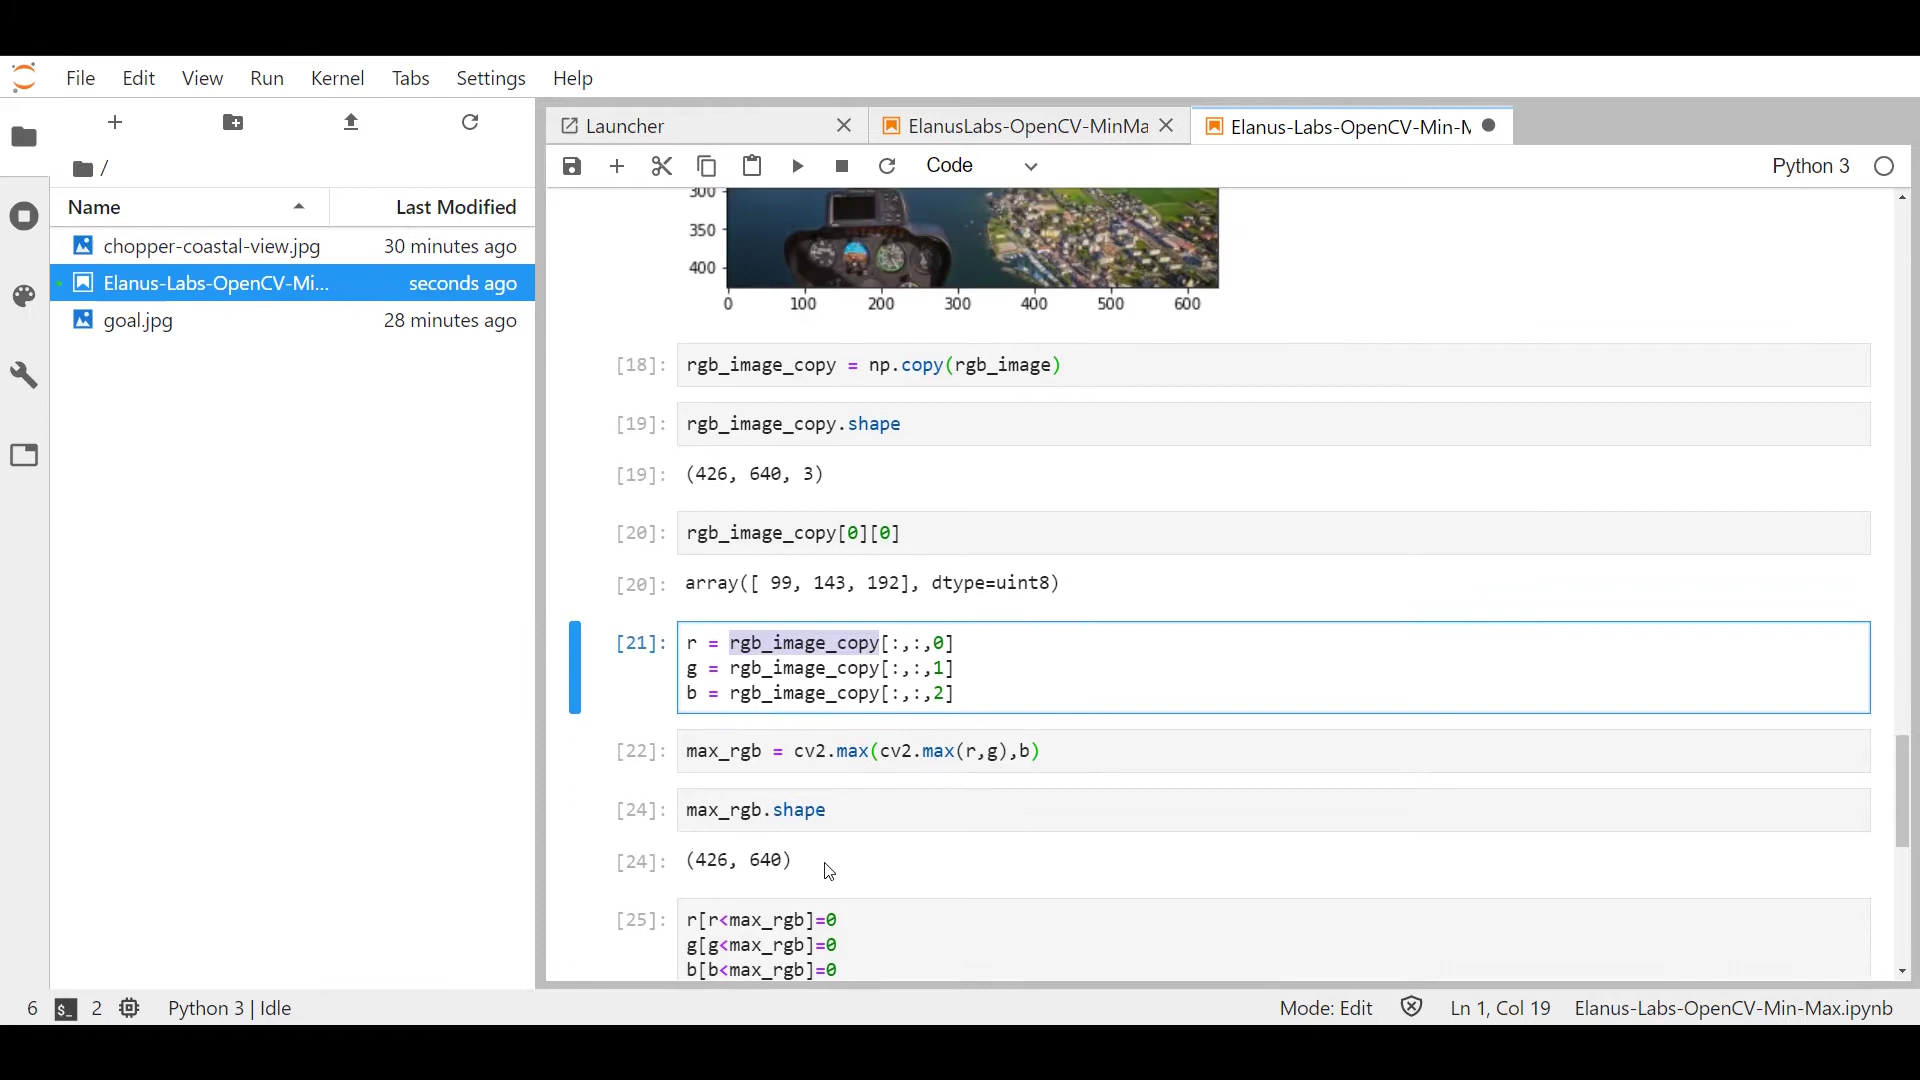 File Edit View Run Kernel Tabs Settings Help
Launcher
ElanusLabs-OpenCV-MinMa
Elanus-Labs-OpenCV-Min-M
/
Code
Python 3
Name
Last Modified
chopper-coastal-view.jpg 30 minutes ago
Elanus-Labs-OpenCV-Mi... seconds ago
goal.jpg 28 minutes ago
300
350
400
0 100 200 300 400 500 600
[18]: rgb_image_copy = np.copy(rgb_image)
[19]: rgb_image_copy.shape
[19]: (426, 640, 3)
[20]: rgb_image_copy[0][0]
[20]: array([ 99, 143, 192], dtype=uint8)
[21]: r = rgb_image_copy[:,:,0]
g = rgb_image_copy[:,:,1]
b = rgb_image_copy[:,:,2]
[22]: max_rgb = cv2.max(cv2.max(r,g),b)
[24]: max_rgb.shape
[24]: (426, 640)
[25]: r[r<max_rgb]=0
g[g<max_rgb]=0
b[b<max_rgb]=0
6 $_ 2 Python 3 | Idle Mode: Edit Ln 1, Col 19 Elanus-Labs-OpenCV-Min-Max.ipynb